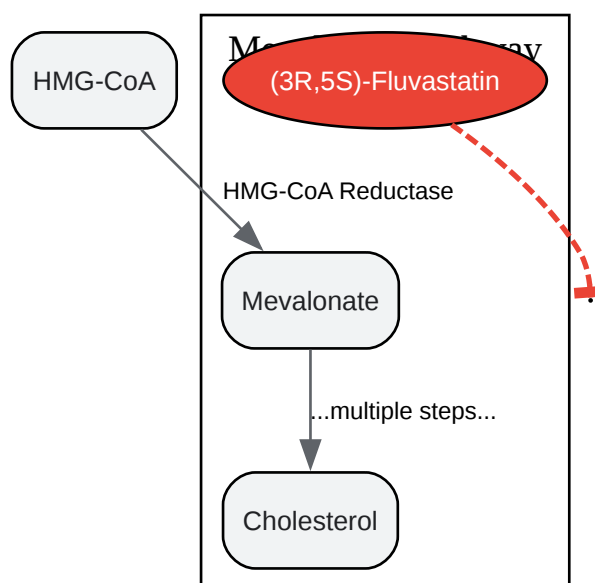 HMG-CoA
(3R,5S)-Fluvastatin
HMG-CoA Reductase
Mevalonate
...multiple steps...
Cholesterol